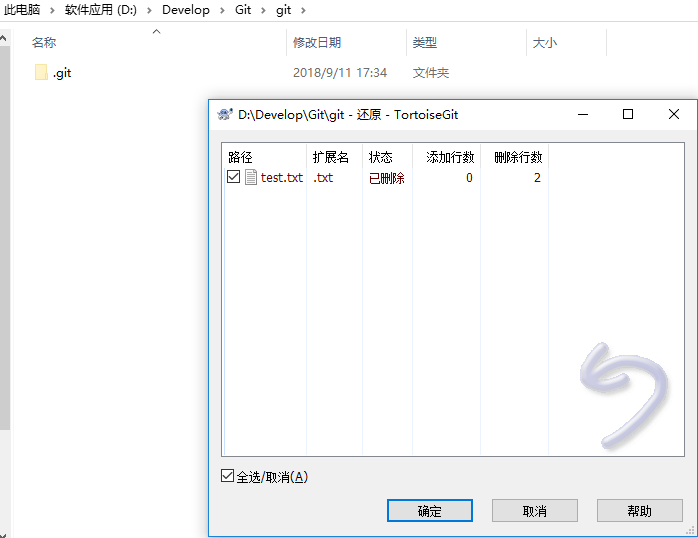 此电脑 › 软件应用 (D:) › Develop › Git › git ›
名称 修改日期 类型 大小
.git 2018/9/11 17:34 文件夹
D:\Develop\Git\git - 还原 - TortoiseGit
路径 扩展名 状态 添加行数 删除行数
test.txt .txt 已删除 0 2
全选/取消(A)
确定 取消 帮助